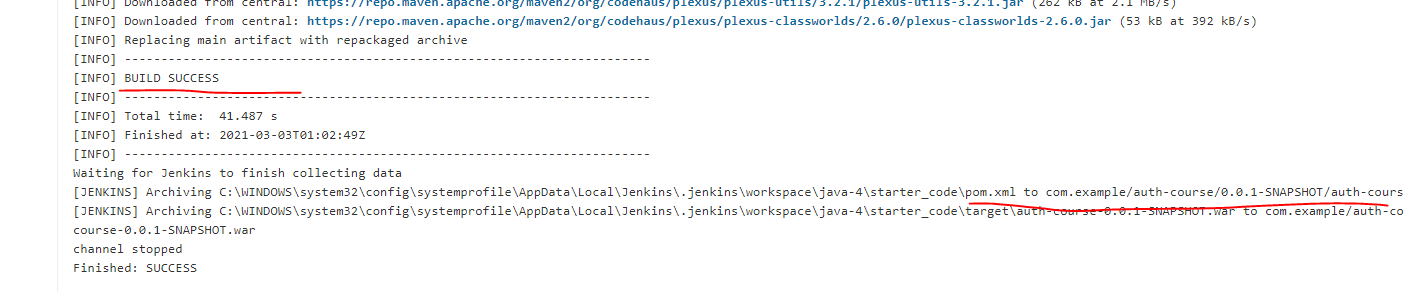 [INFO] Downloaded from central: https://repo.maven.apache.org/maven2/org/codehaus/plexus/plexus-utils/3.2.1/plexus-utils-3.2.1.jar (262 kB at 2.1 MB/s)
[INFO] Downloaded from central: https://repo.maven.apache.org/maven2/org/codehaus/plexus/plexus-classworlds/2.6.0/plexus-classworlds-2.6.0.jar (53 kB at 392 kB/s)
[INFO] Replacing main artifact with repackaged archive
[INFO] ------------------------------------------------------------------------
[INFO] BUILD SUCCESS
[INFO] ------------------------------------------------------------------------
[INFO] Total time:  41.487 s
[INFO] Finished at: 2021-03-03T01:02:49Z
[INFO] ------------------------------------------------------------------------
Waiting for Jenkins to finish collecting data
[JENKINS] Archiving C:\WINDOWS\system32\config\systemprofile\AppData\Local\Jenkins\.jenkins\workspace\java-4\starter_code\pom.xml to com.example/auth-course/0.0.1-SNAPSHOT/auth-cours
[JENKINS] Archiving C:\WINDOWS\system32\config\systemprofile\AppData\Local\Jenkins\.jenkins\workspace\java-4\starter_code\target\auth-course-0.0.1-SNAPSHOT.war to com.example/auth-co
course-0.0.1-SNAPSHOT.war
channel stopped
Finished: SUCCESS